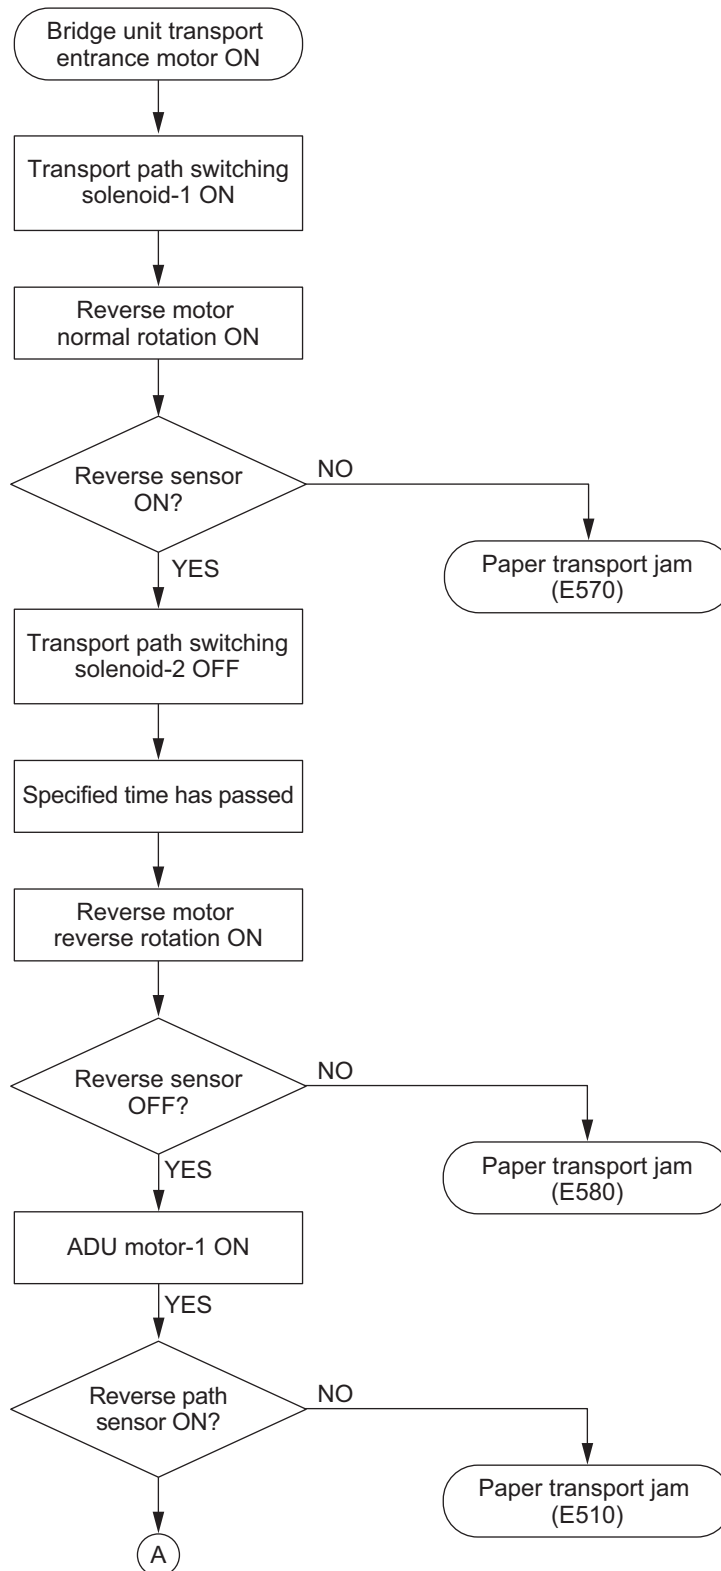 Bridge unit transport
entrance motor ON
Transport path switching
solenoid-1 ON
Reverse motor
normal rotation ON
Reverse sensor
ON?
NO
Paper transport jam
(E570)
YES
Transport path switching
solenoid-2 OFF
Specified time has passed
Reverse motor
reverse rotation ON
Reverse sensor
OFF?
NO
Paper transport jam
(E580)
YES
ADU motor-1 ON
YES
Reverse path
sensor ON?
NO
Paper transport jam
(E510)
A